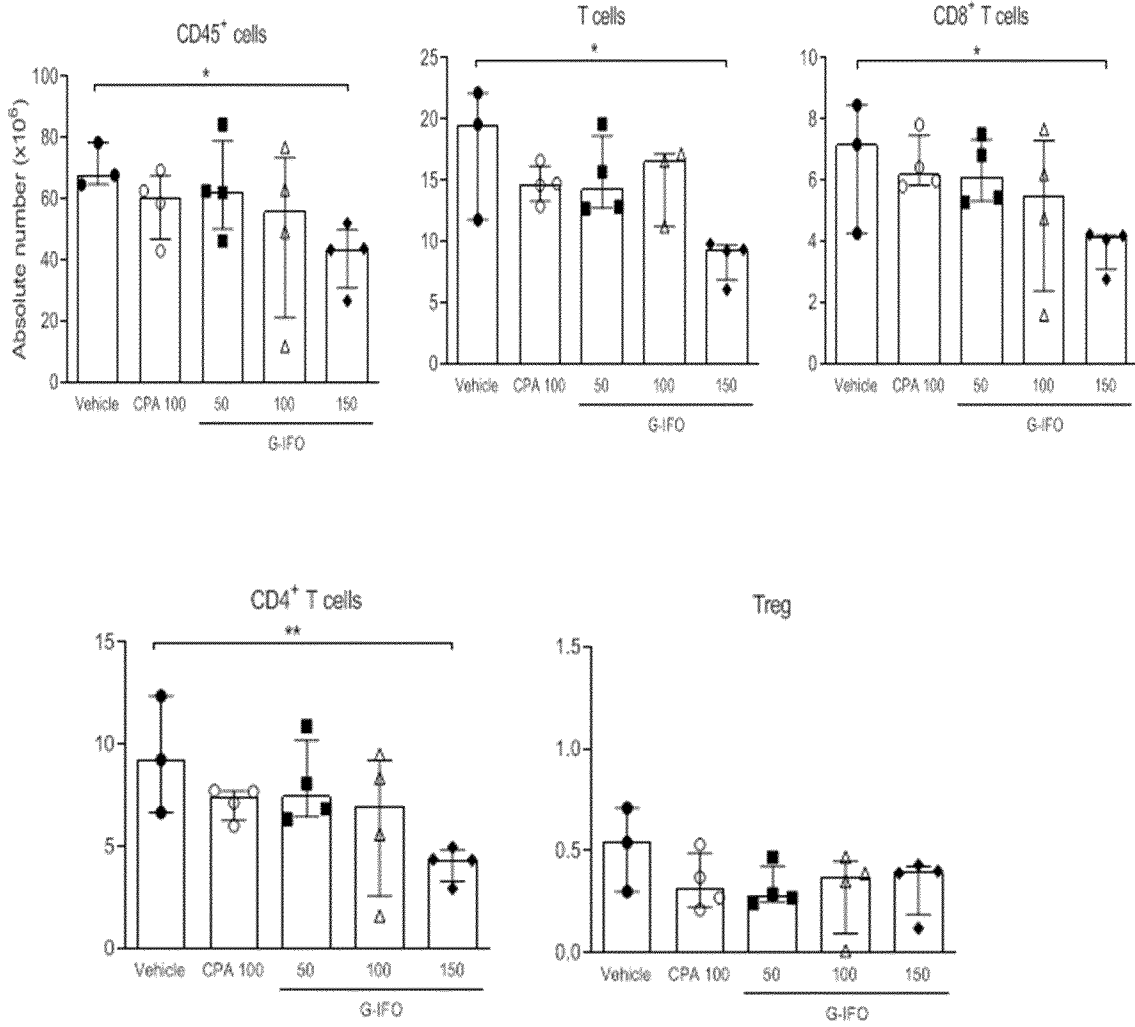 CD45⁺ cells
*
Absolute number (x10⁶)
100
80
60
40
20
0
Vehicle CPA 100 50 100 150
G-IFO
T cells
*
25
20
15
10
5
0
Vehicle CPA 100 50 100 150
G-IFO
CD8⁺ T cells
*
10
8
6
4
2
0
Vehicle CPA 100 50 100 150
G-IFO
CD4⁺ T cells
**
15
10
5
0
Vehicle CPA 100 50 100 150
G-IFO
Treg
1.5
1.0
0.5
0.0
Vehicle CPA 100 50 100 150
G-IFO